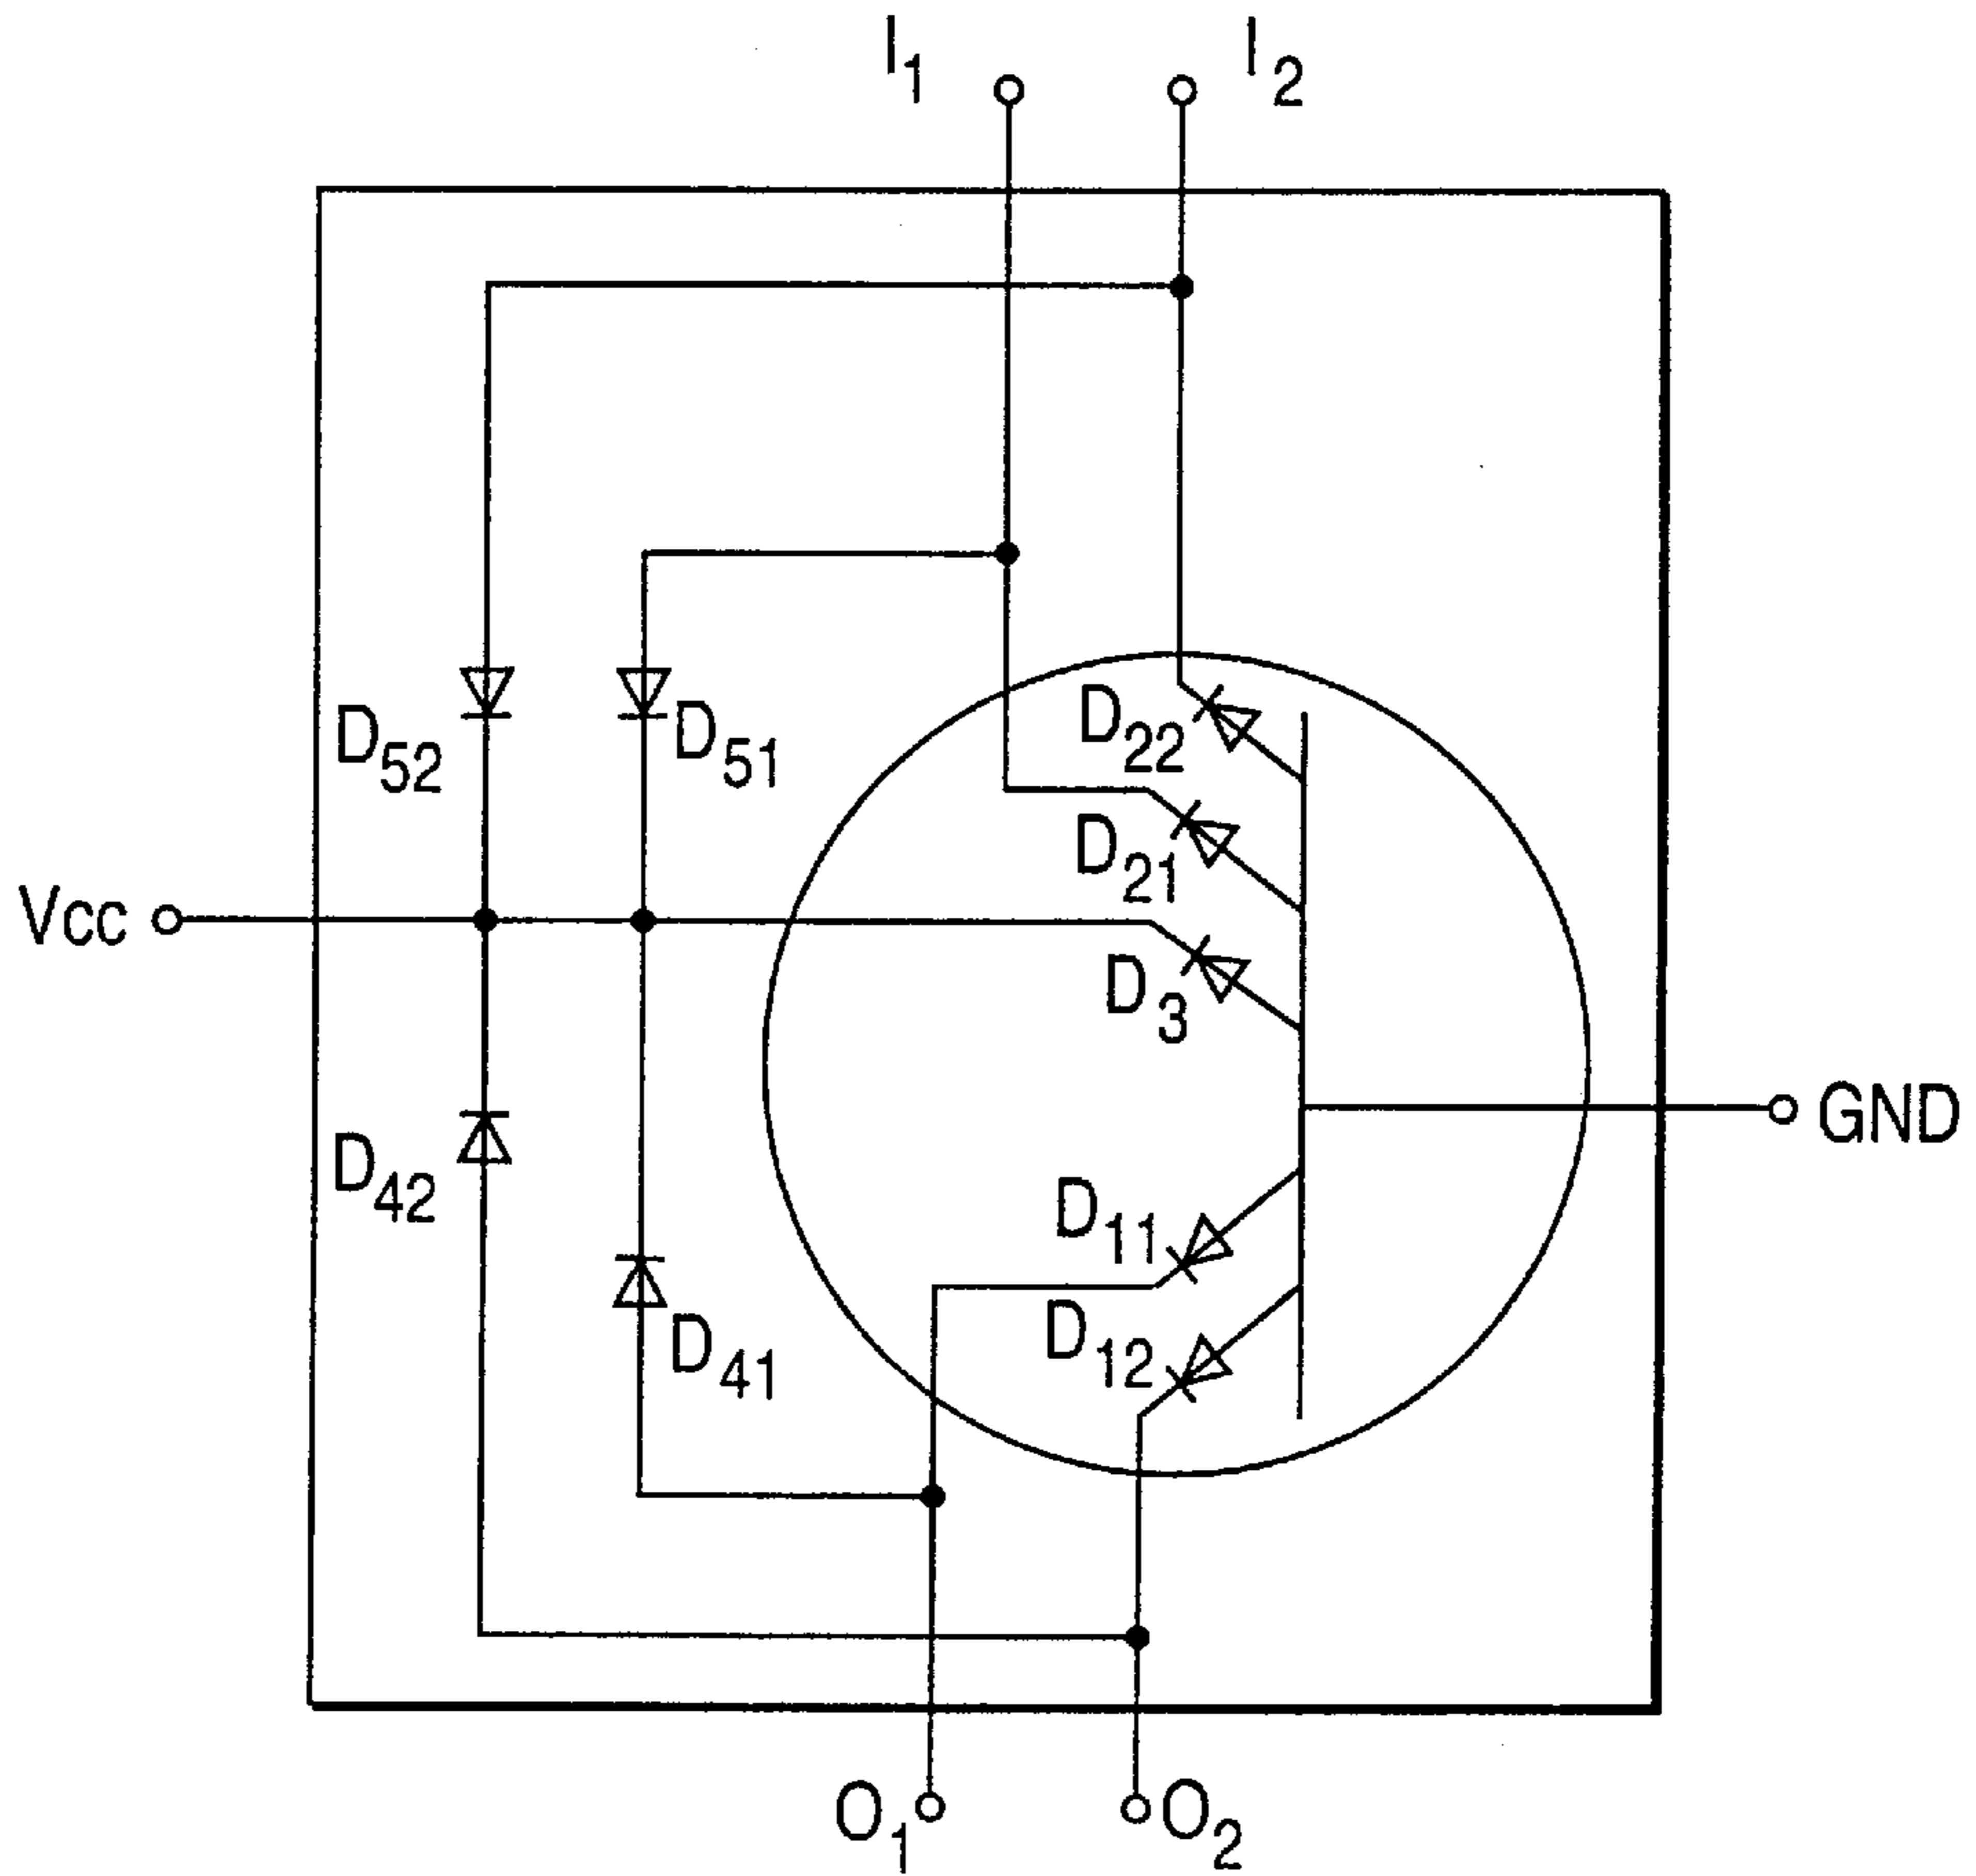 I1
I2
D22
D52
D51
D21
Vcc
D3
GND
D42
D11
D12
D41
O1
O2